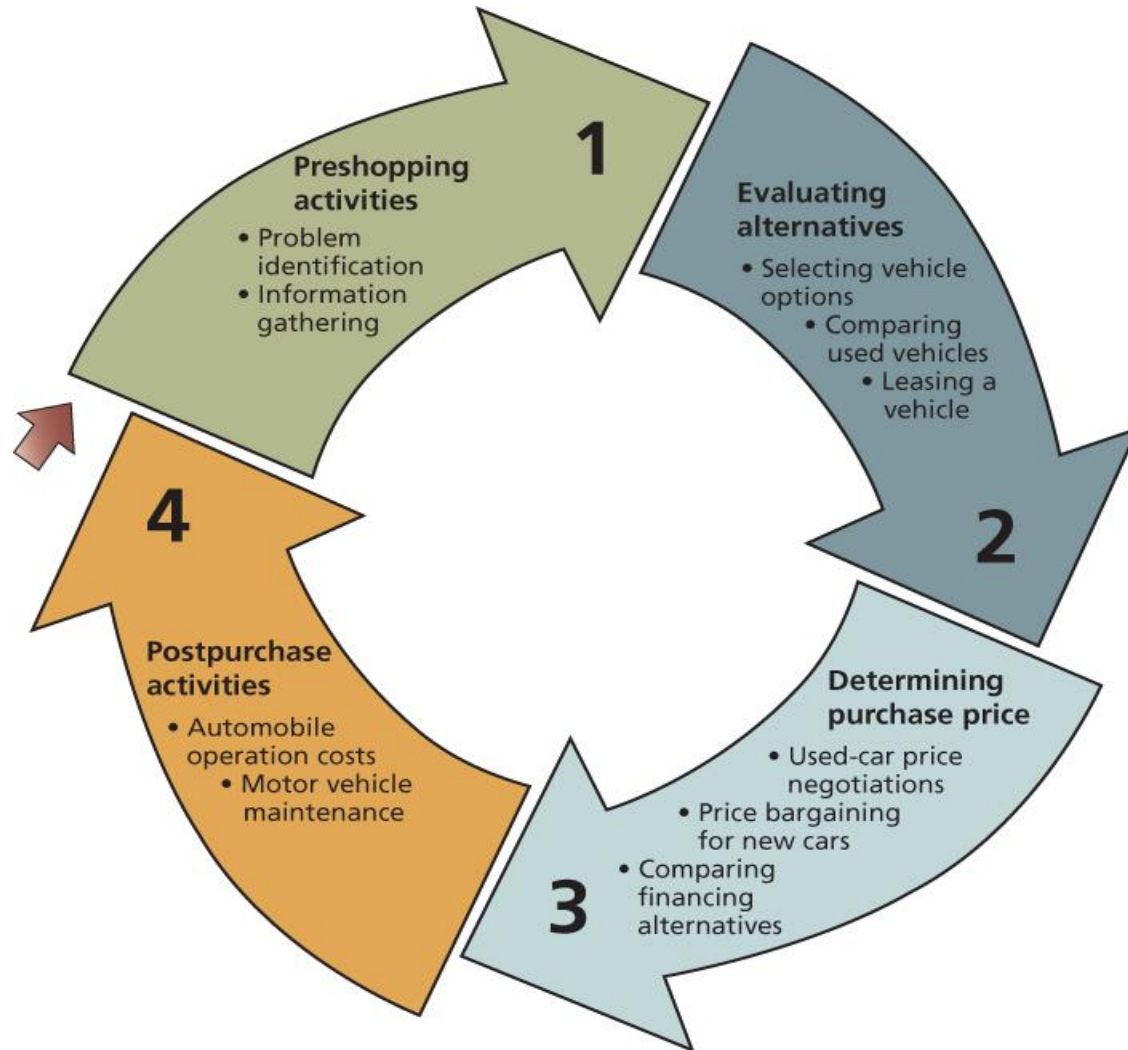 1
Preshopping
activities
• Problem
identification
• Information
gathering
Evaluating
alternatives
• Selecting vehicle
options
• Comparing
used vehicles
• Leasing a
vehicle
2
Determining
purchase price
• Used-car price
negotiations
• Price bargaining
for new cars
• Comparing
financing
alternatives
3
4
Postpurchase
activities
• Automobile
operation costs
• Motor vehicle
maintenance